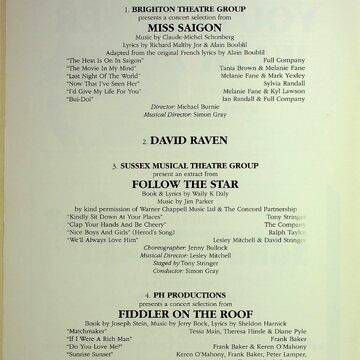 1. BRIGHTON THEATRE GROUP
presents a concert selection from
MISS SAIGON
Music by Claude-Michel Schonberg
Lyrics by Richard Maltby Jnr & Alain Boublil
Adapted from the original French lyrics by Alain Boublil
"The Heat Is On In Saigon" Full Company
"The Movie In My Mind" Tania Brown & Melanie Fane
"Last Night Of The World" Melanie Fane & Mark Yexley
"Now That I've Seen Her" Sylvia Randall
"I'd Give My Life For You" Melanie Fane & Kyl Lawson
"Bui-Doi" Ian Randall & Full Company
Director: Michael Burnie
Musical Director: Simon Gray
2. DAVID RAVEN
3. SUSSEX MUSICAL THEATRE GROUP
present an extract from
FOLLOW THE STAR
Book & Lyrics by Wally K Daly
Music by Jim Parker
by kind permission of Warner Chappell Music Ltd & The Concord Partnership
"Kindly Sit Down At Your Places" Tony Stringer
"Clap Your Hands And Be Cheery" The Company
"Nice Boys And Girls" (Herod's Song) Ralph Taylor
"We'll Always Love Him" Lesley Mitchell & David Stringer
Choreographer: Jenny Bullock
Musical Director: Lesley Mitchell
Staged by Tony Stringer
Conductor: Simon Gray
4. PH PRODUCTIONS
presents a concert selection from
FIDDLER ON THE ROOF
Book by Joseph Stein, Music by Jerry Bock, Lyrics by Sheldon Harnick
"Matchmaker" Tessa Main, Theresa Hinde & Diane Pyle
"If I Were A Rich Man" Frank Baker
"Do You Love Me?" Frank Baker & Keren O'Mahony
"Sunrise Sunset" Keren O'Mahony, Frank Baker, Peter Lamper,